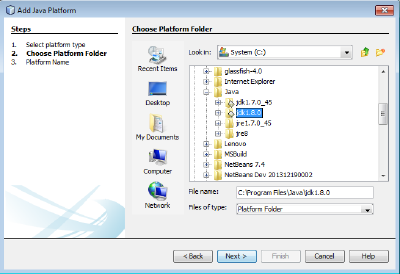 Add Java Platform
Steps
1. Select platform type
2. Choose Platform Folder
3. Platform Name
Choose Platform Folder
Look in: System (C:)
Recent Items
Desktop
My Documents
Computer
Network
glassfish-4.0
Internet Explorer
Java
jdk1.7.0_45
jdk1.8.0
jre1.7.0_45
jre8
Lenovo
MSBuild
NetBeans 7.4
NetBeans Dev 201312190002
File name: C:\Program Files\Java\jdk1.8.0
Files of type: Platform Folder
< Back Next > Finish Cancel Help